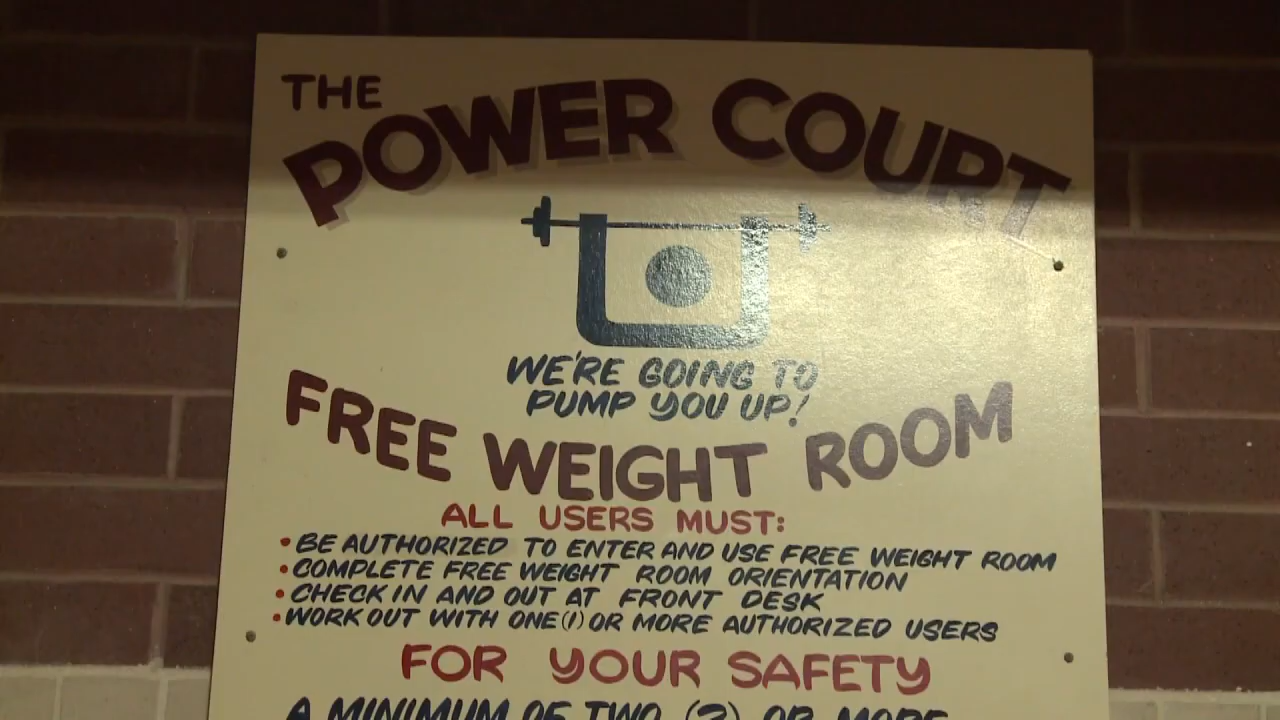 THE
POWER COURT
WE'RE GOING TO
PUMP YOU UP!
FREE WEIGHT ROOM
ALL USERS MUST:
• BE AUTHORIZED TO ENTER AND USE FREE WEIGHT ROOM
• COMPLETE FREE WEIGHT ROOM ORIENTATION
• CHECK IN AND OUT AT FRONT DESK
• WORK OUT WITH ONE (1) OR MORE AUTHORIZED USERS
FOR YOUR SAFETY
A MINIMUM OF TWO (2) OR MORE